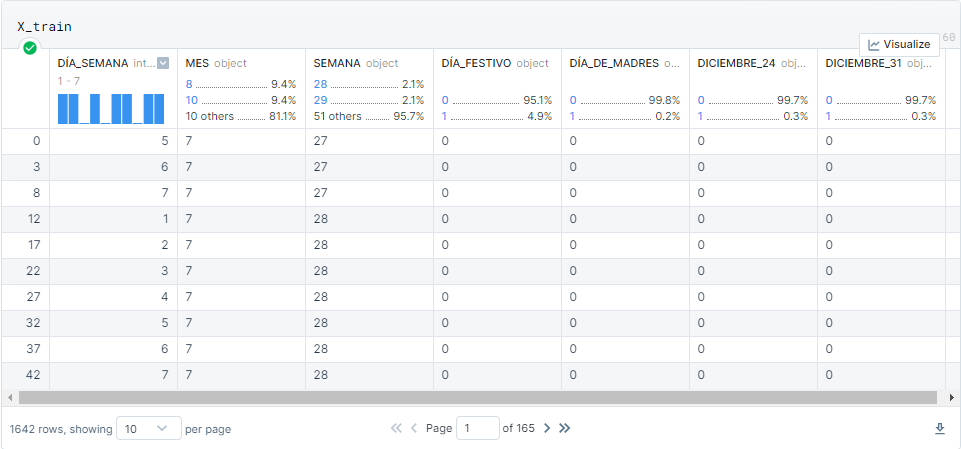 X_train
60
Visualize
DÍA_SEMANA int... MES object SEMANA object DÍA_FESTIVO object DÍA_DE_MADRES o... DICIEMBRE_24 obj... DICIEMBRE_31 obj...
1 - 7 8 9.4% 28 2.1%
10 9.4% 29 2.1% 0 95.1% 0 99.8% 0 99.7% 0 99.7%
10 others 81.1% 51 others 95.7% 1 4.9% 1 0.2% 1 0.3% 1 0.3%
0 5 7 27 0 0 0 0
3 6 7 27 0 0 0 0
8 7 7 27 0 0 0 0
12 1 7 28 0 0 0 0
17 2 7 28 0 0 0 0
22 3 7 28 0 0 0 0
27 4 7 28 0 0 0 0
32 5 7 28 0 0 0 0
37 6 7 28 0 0 0 0
42 7 7 28 0 0 0 0
1642 rows, showing 10 per page Page 1 of 165